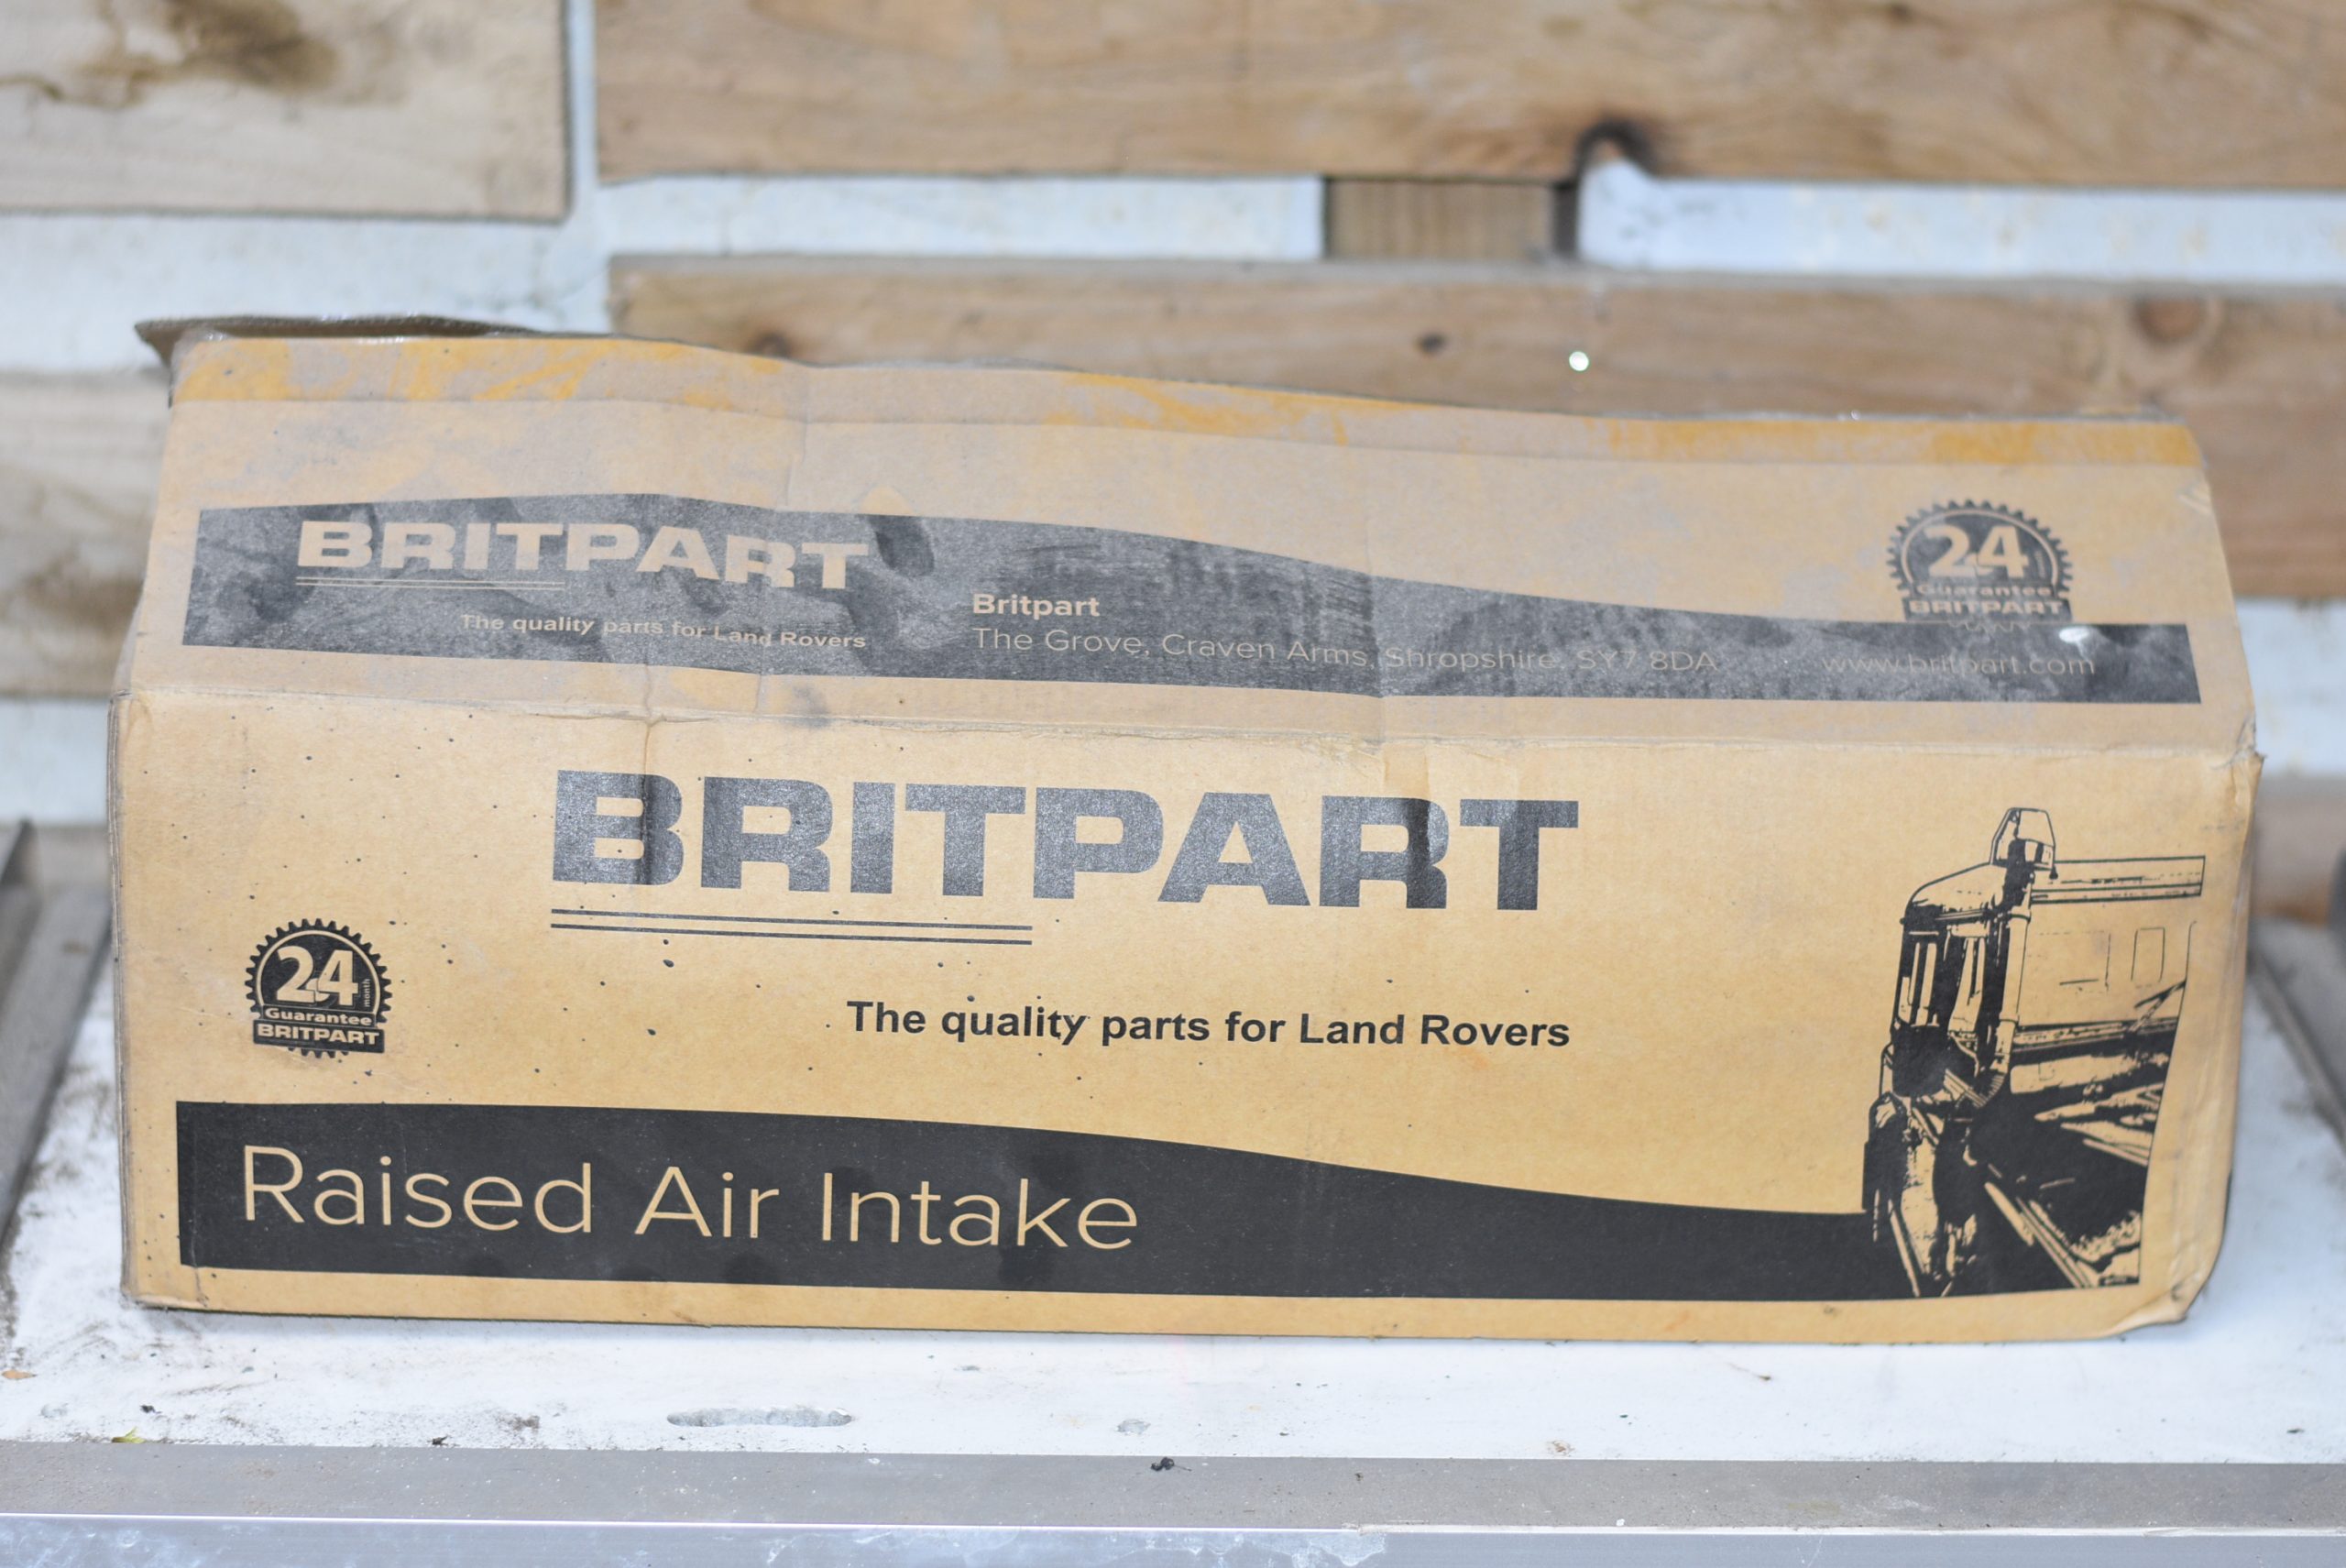 BRITPART
The quality parts for Land Rovers
Britpart
The Grove, Craven Arms, Shropshire, SY7 8DA
www.britpart.com
24
Guarantee
BRITPART
BRITPART
The quality parts for Land Rovers
24
month
Guarantee
BRITPART
Raised Air Intake